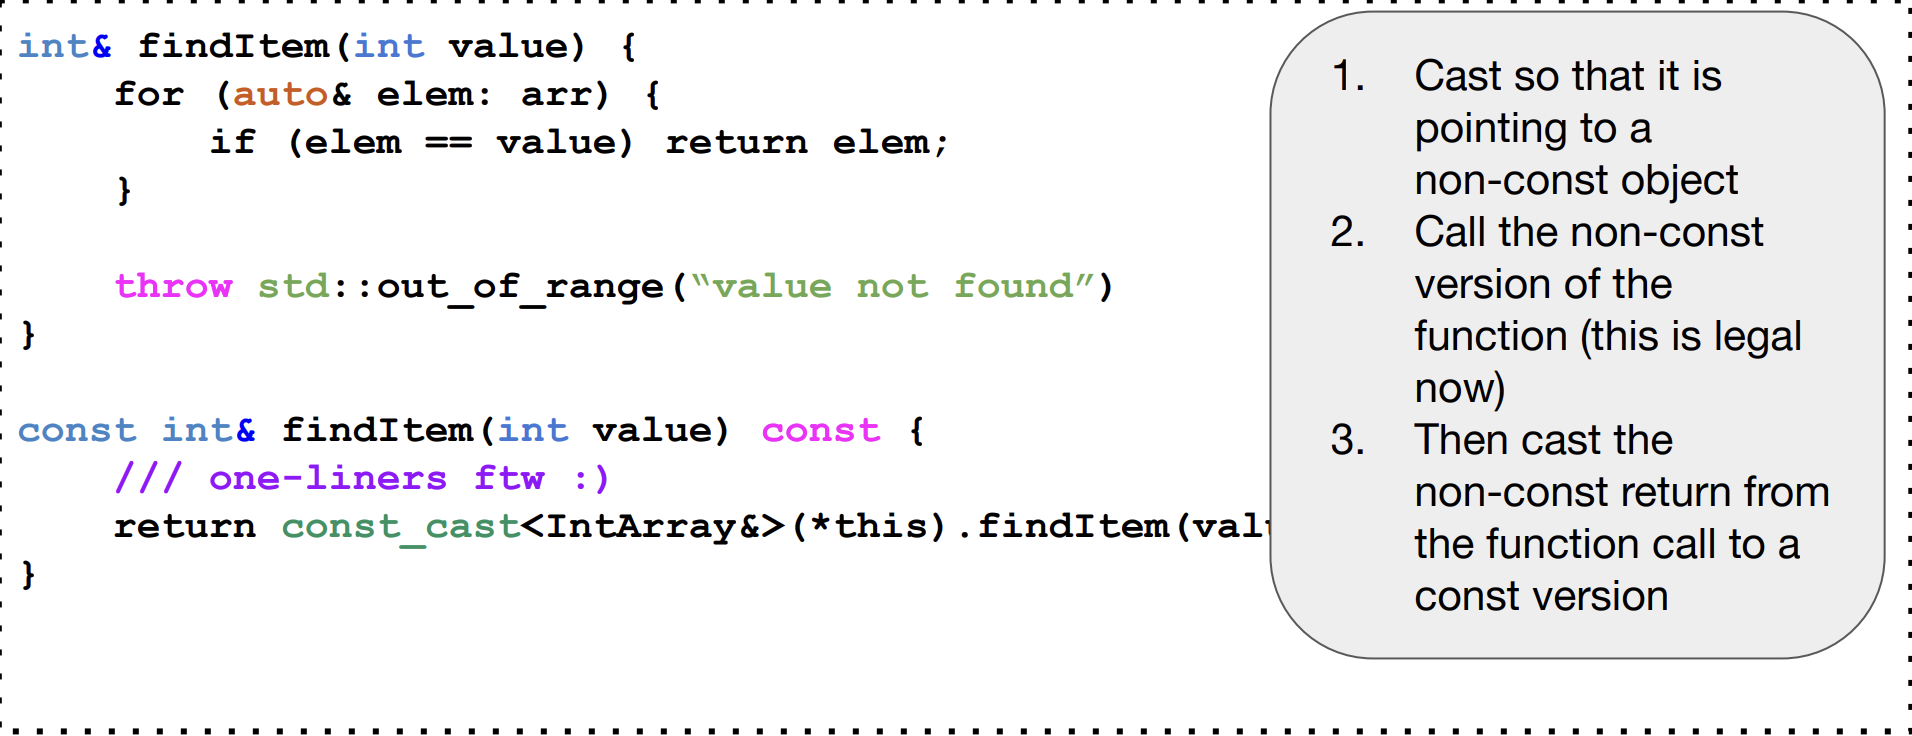 int& findItem(int value) {
for (auto& elem: arr) {
if (elem == value) return elem;
}
throw std::out_of_range(“value not found”)
}
const int& findItem(int value) const {
/// one-liners ftw :)
return const_cast<IntArray&>(*this).findItem(
}
1. Cast so that it is
pointing to a
non-const object
2. Call the non-const
version of the
function (this is legal
now)
3. Then cast the
non-const return from
the function call to a
const version